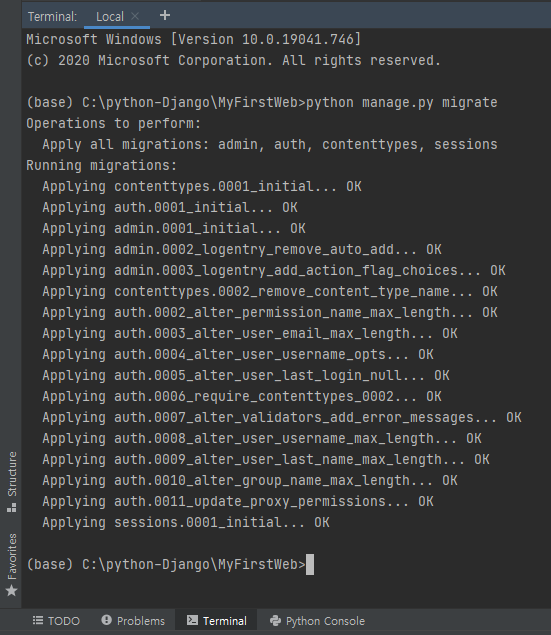 Terminal: Local × +
Microsoft Windows [Version 10.0.19041.746]
(c) 2020 Microsoft Corporation. All rights reserved.
(base) C:\python-Django\MyFirstWeb>python manage.py migrate
Operations to perform:
  Apply all migrations: admin, auth, contenttypes, sessions
Running migrations:
  Applying contenttypes.0001_initial... OK
  Applying auth.0001_initial... OK
  Applying admin.0001_initial... OK
  Applying admin.0002_logentry_remove_auto_add... OK
  Applying admin.0003_logentry_add_action_flag_choices... OK
  Applying contenttypes.0002_remove_content_type_name... OK
  Applying auth.0002_alter_permission_name_max_length... OK
  Applying auth.0003_alter_user_email_max_length... OK
  Applying auth.0004_alter_user_username_opts... OK
  Applying auth.0005_alter_user_last_login_null... OK
  Applying auth.0006_require_contenttypes_0002... OK
  Applying auth.0007_alter_validators_add_error_messages... OK
  Applying auth.0008_alter_user_username_max_length... OK
  Applying auth.0009_alter_user_last_name_max_length... OK
  Applying auth.0010_alter_group_name_max_length... OK
  Applying auth.0011_update_proxy_permissions... OK
  Applying sessions.0001_initial... OK
(base) C:\python-Django\MyFirstWeb>
Structure
Favorites
TODO Problems Terminal Python Console